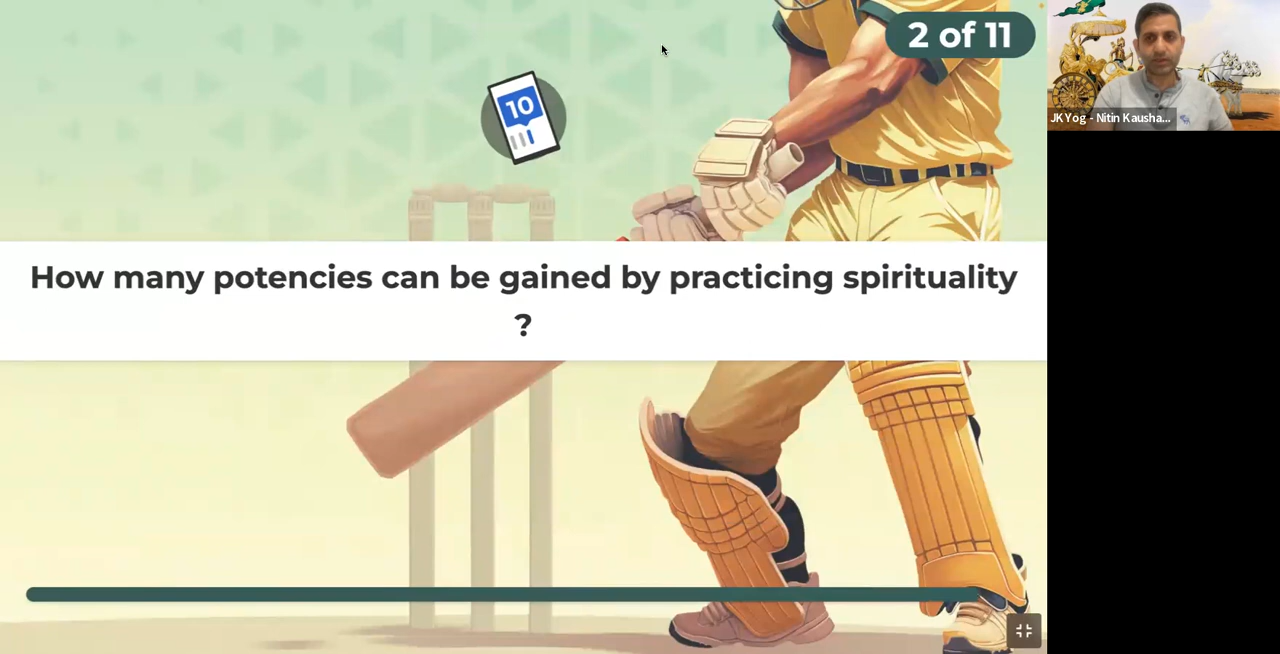 2 of 11
10
JKYog - Nitin Kausha...
How many potencies can be gained by practicing spirituality
?